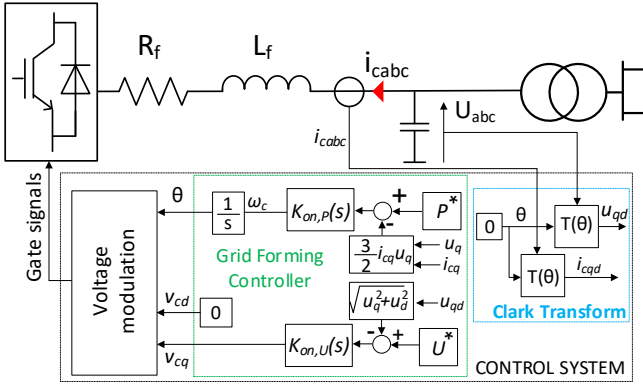 R_f
L_f
i_cabc
U_abc
i_cabc
Gate signals
Voltage modulation
θ
1/s
ω_c
K_on,P(s)
+
-
P*
3/2 i_cq u_q
u_q
i_cq
Grid Forming
Controller
v_cd
0
√u_q^2+u_d^2
u_qd
v_cq
K_on,U(s)
-
+
U*
0
θ
T(θ)
u_qd
T(θ)
i_cqd
Clark Transform
CONTROL SYSTEM